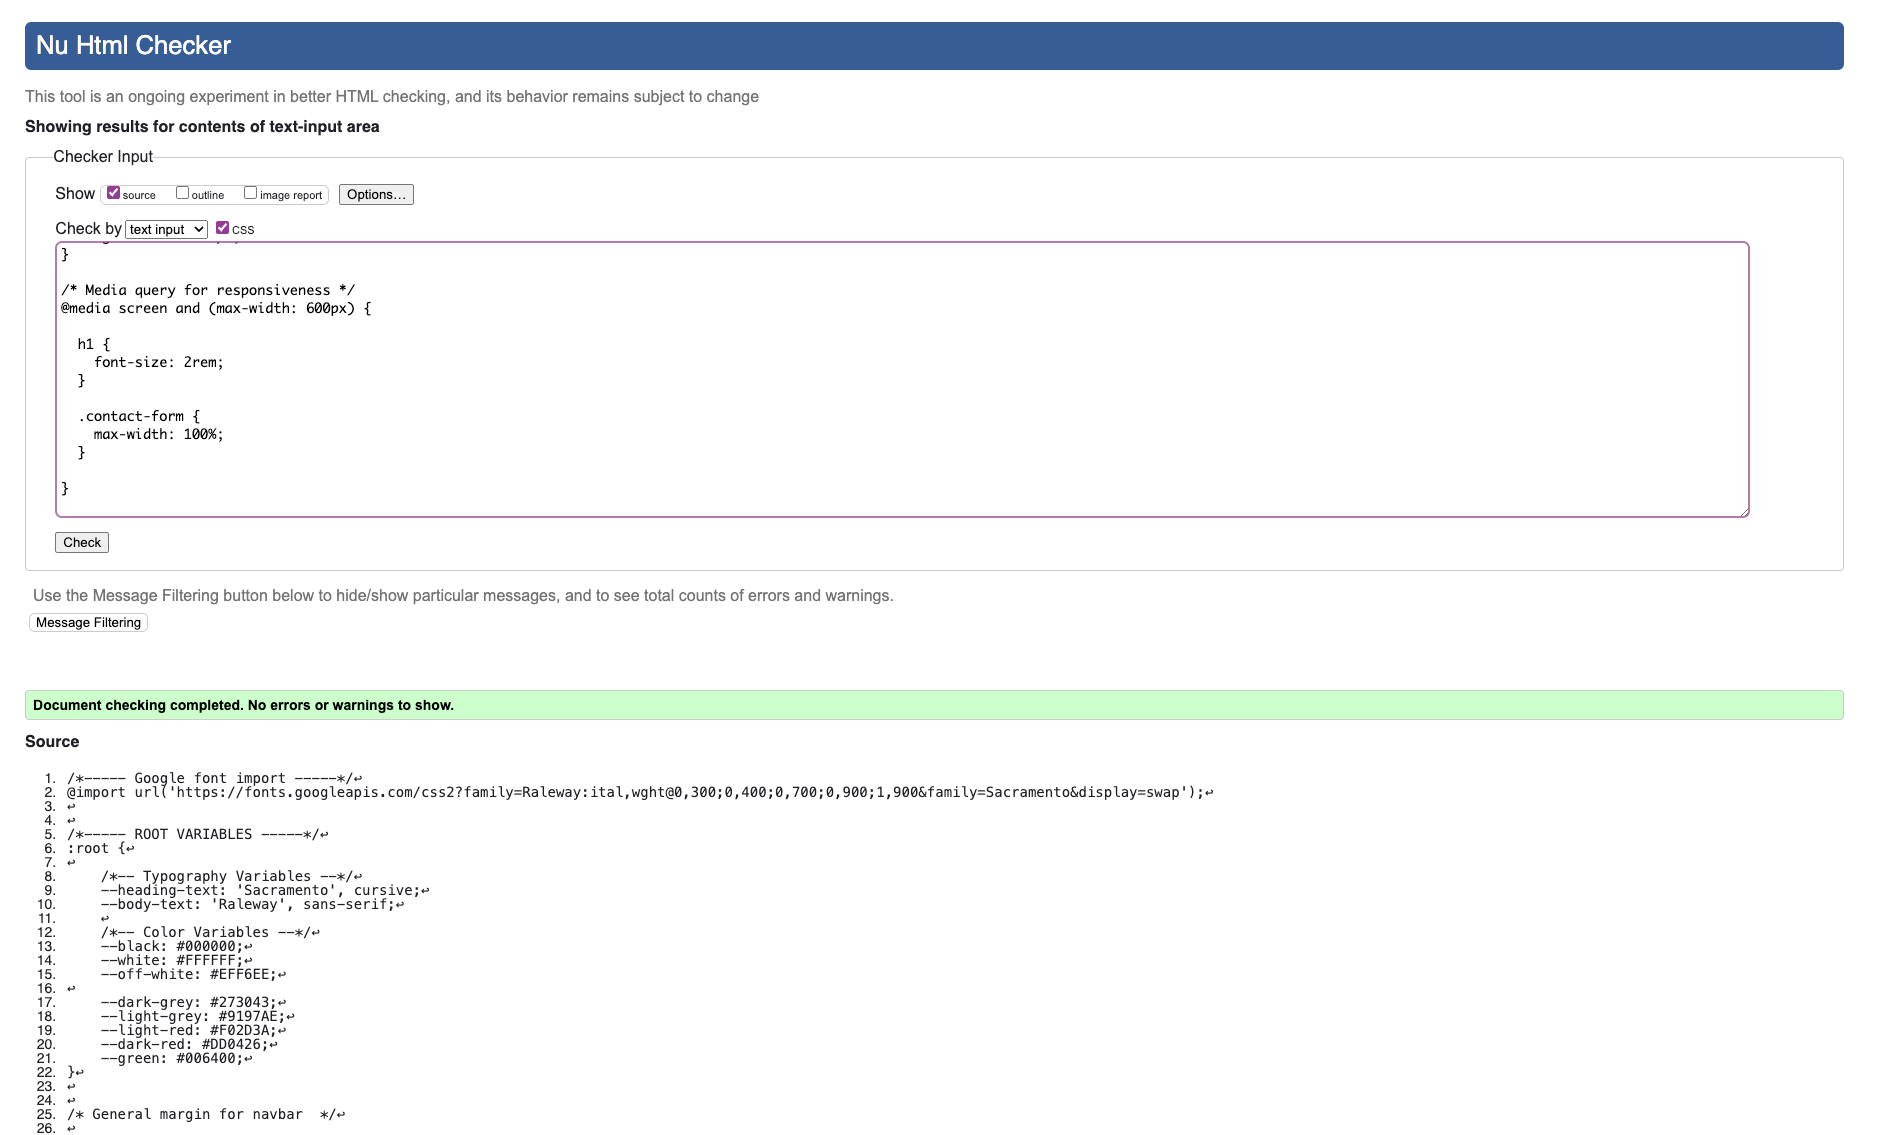 Nu Html Checker
This tool is an ongoing experiment in better HTML checking, and its behavior remains subject to change
Showing results for contents of text-input area
Checker Input
Show source outline image report Options...
Check by text input css
}
/* Media query for responsiveness */
@media screen and (max-width: 600px) {
h1 {
font-size: 2rem;
}
.contact-form {
max-width: 100%;
}
}
Check
Use the Message Filtering button below to hide/show particular messages, and to see total counts of errors and warnings.
Message Filtering
Document checking completed. No errors or warnings to show.
Source
1. /*----- Google font import -----*/↩
2. @import url('https://fonts.googleapis.com/css2?family=Raleway:ital,wght@0,300;0,400;0,700;0,900;1,900&family=Sacramento&display=swap');↩
3. ↩
4. ↩
5. /*----- ROOT VARIABLES -----*/↩
6. :root {↩
7. ↩
8. /*-- Typography Variables --*/↩
9. --heading-text: 'Sacramento', cursive;↩
10. --body-text: 'Raleway', sans-serif;↩
11. ↩
12. /*-- Color Variables --*/↩
13. --black: #000000;↩
14. --white: #FFFFFF;↩
15. --off-white: #EFF6EE;↩
16. ↩
17. --dark-grey: #273043;↩
18. --light-grey: #9197AE;↩
19. --light-red: #F02D3A;↩
20. --dark-red: #DD0426;↩
21. --green: #006400;↩
22. }↩
23. ↩
24. ↩
25. /* General margin for navbar  */↩
26. ↩